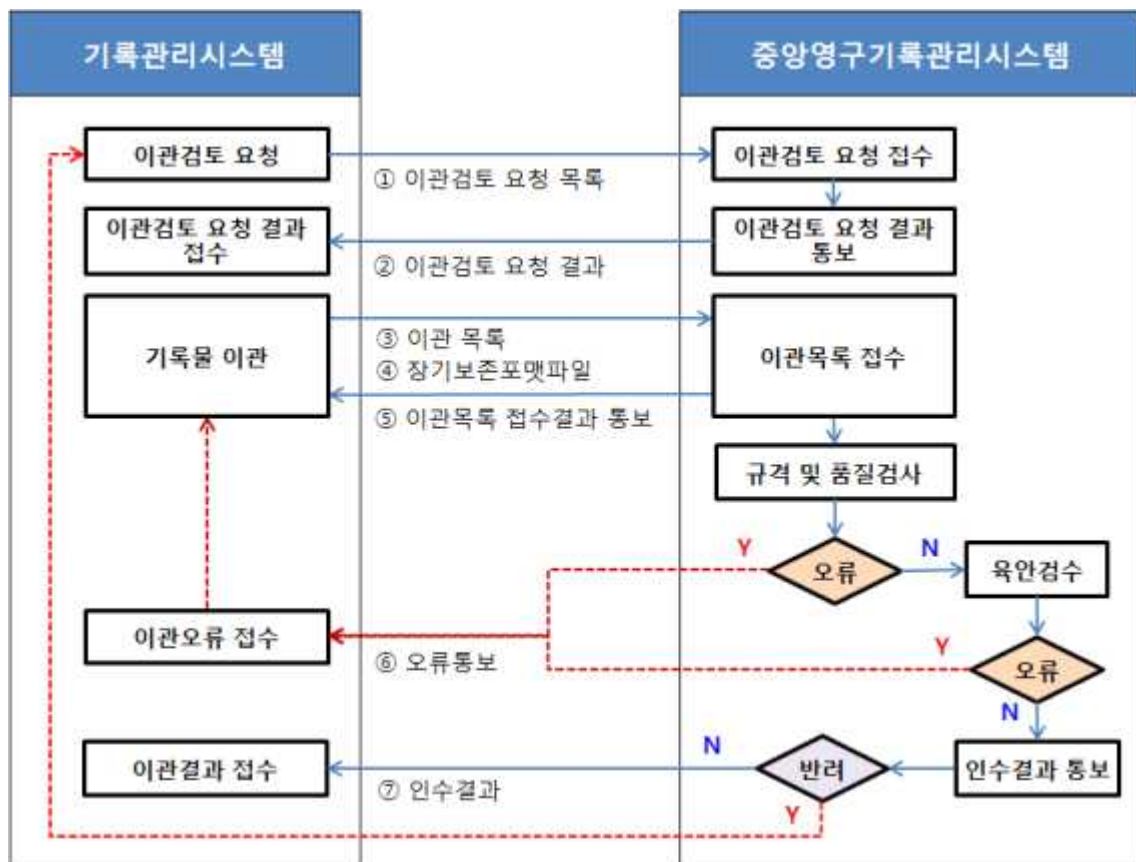 기록관리시스템
중앙영구기록관리시스템
이관검토 요청
이관검토 요청 접수
① 이관검토 요청 목록
이관검토 요청 결과
접수
이관검토 요청 결과
통보
② 이관검토 요청 결과
기록물 이관
③ 이관 목록
④ 장기보존포맷파일
⑤ 이관목록 접수결과 통보
이관목록 접수
규격 및 품질검사
Y
오류
N
육안검수
이관오류 접수
⑥ 오류통보
Y
오류
N
이관결과 접수
⑦ 인수결과
N
반려
Y
인수결과 통보